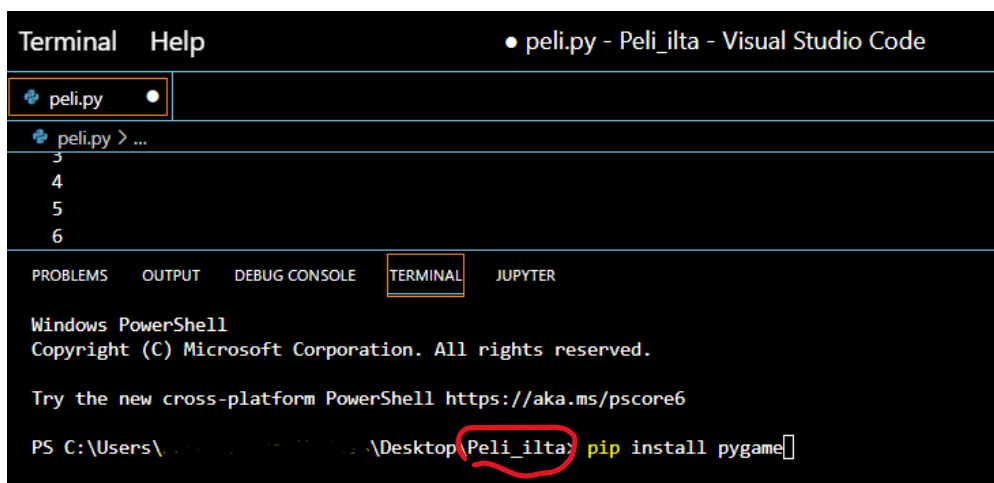 Terminal Help ● peli.py - Peli_ilta - Visual Studio Code
peli.py ●
peli.py > ...
3
4
5
6
PROBLEMS OUTPUT DEBUG CONSOLE TERMINAL JUPYTER
Windows PowerShell
Copyright (C) Microsoft Corporation. All rights reserved.
Try the new cross-platform PowerShell https://aka.ms/pscore6
PS C:\Users\ \Desktop\Peli_ilta> pip install pygame